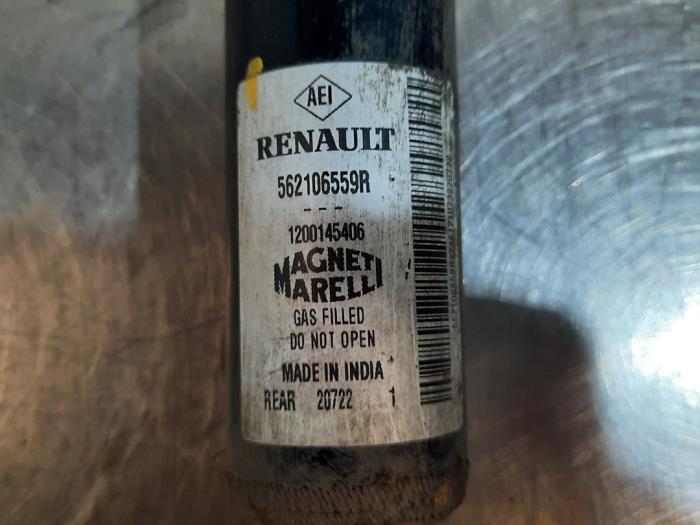 AEI
RENAULT
562106559R
---
1200145406
MAGNETI
MARELLI
GAS FILLED
DO NOT OPEN
MADE IN INDIA
REAR 20722 1